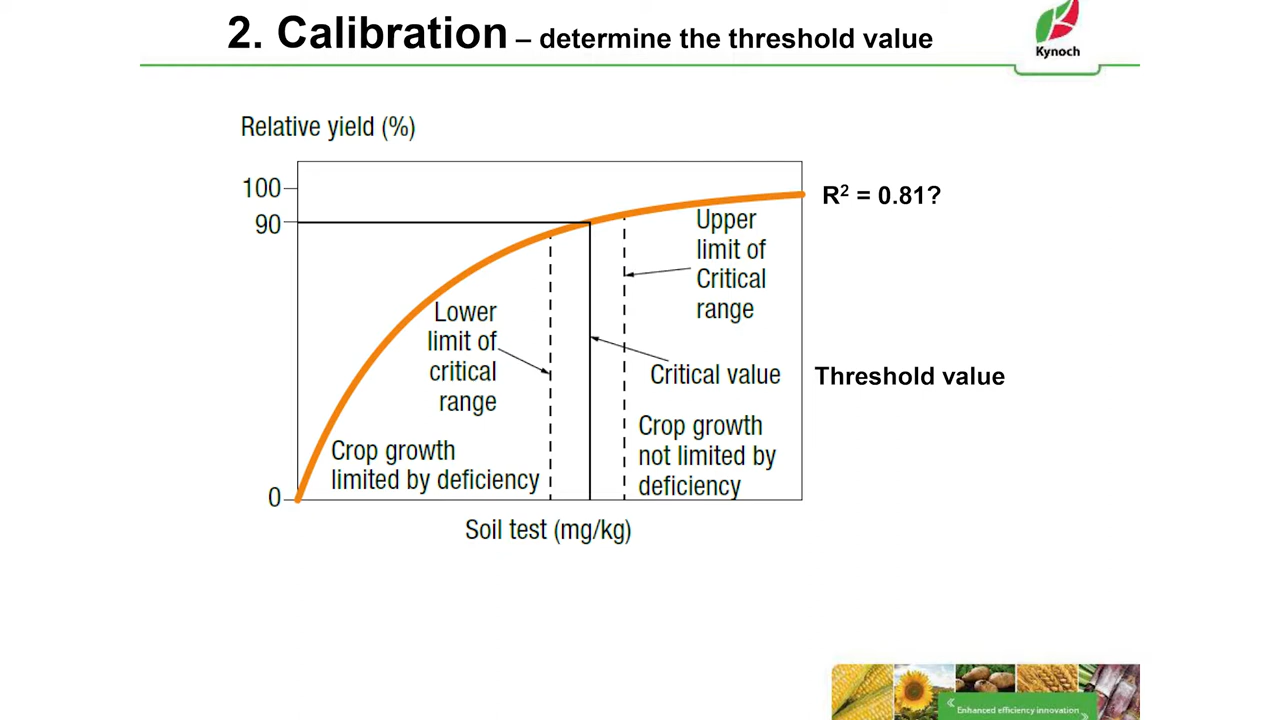 2. Calibration – determine the threshold value
Kynoch
Relative yield (%)
100
R² = 0.81?
90
Upper
limit of
Critical
range
Lower
limit of
critical
range
Critical value
Threshold value
Crop growth
limited by deficiency
Crop growth
not limited by
deficiency
0
Soil test (mg/kg)
Enhanced efficiency innovation